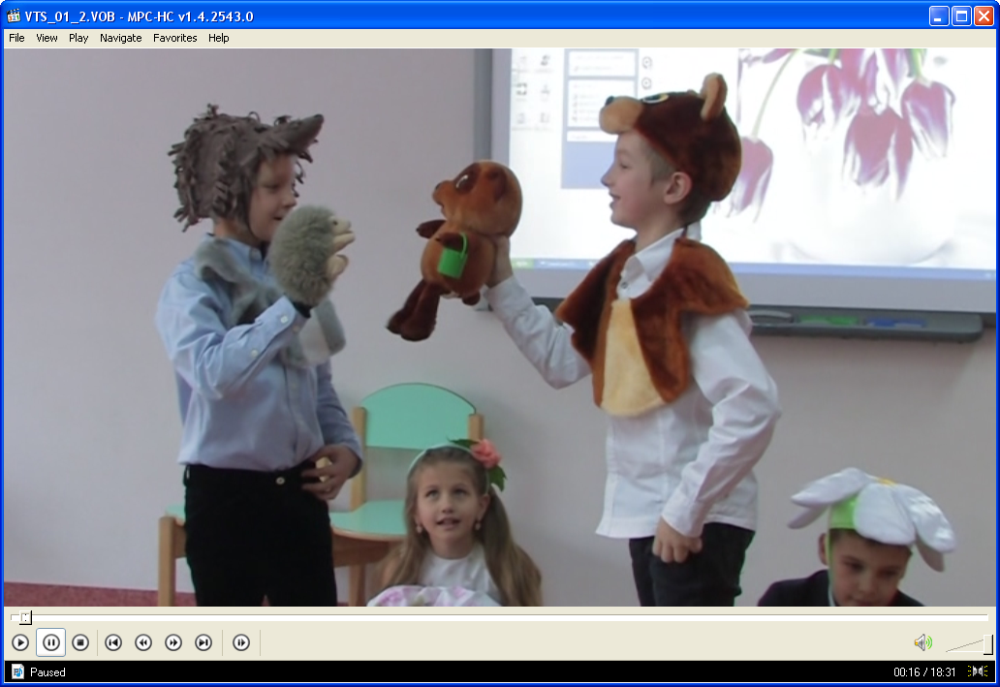 VTS_01_2.VOB - MPC-HC v1.4.2543.0
File View Play Navigate Favorites Help
Paused
00:16 / 18:31